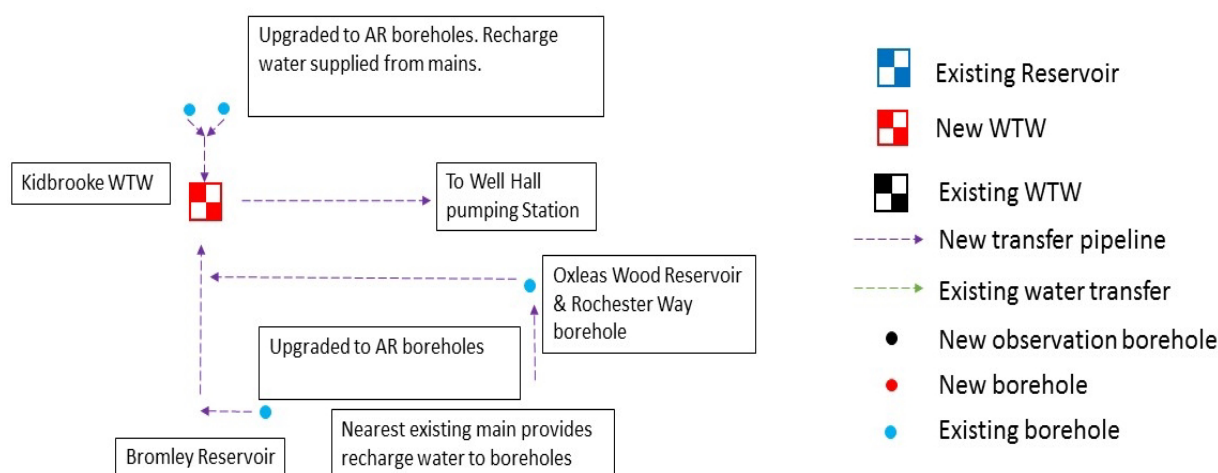 Upgraded to AR boreholes. Recharge
water supplied from mains.
Kidbrooke WTW
To Well Hall
pumping Station
Oxleas Wood Reservoir
& Rochester Way
borehole
Upgraded to AR boreholes
Nearest existing main provides
recharge water to boreholes
Bromley Reservoir
Existing Reservoir
New WTW
Existing WTW
New transfer pipeline
Existing water transfer
New observation borehole
New borehole
Existing borehole